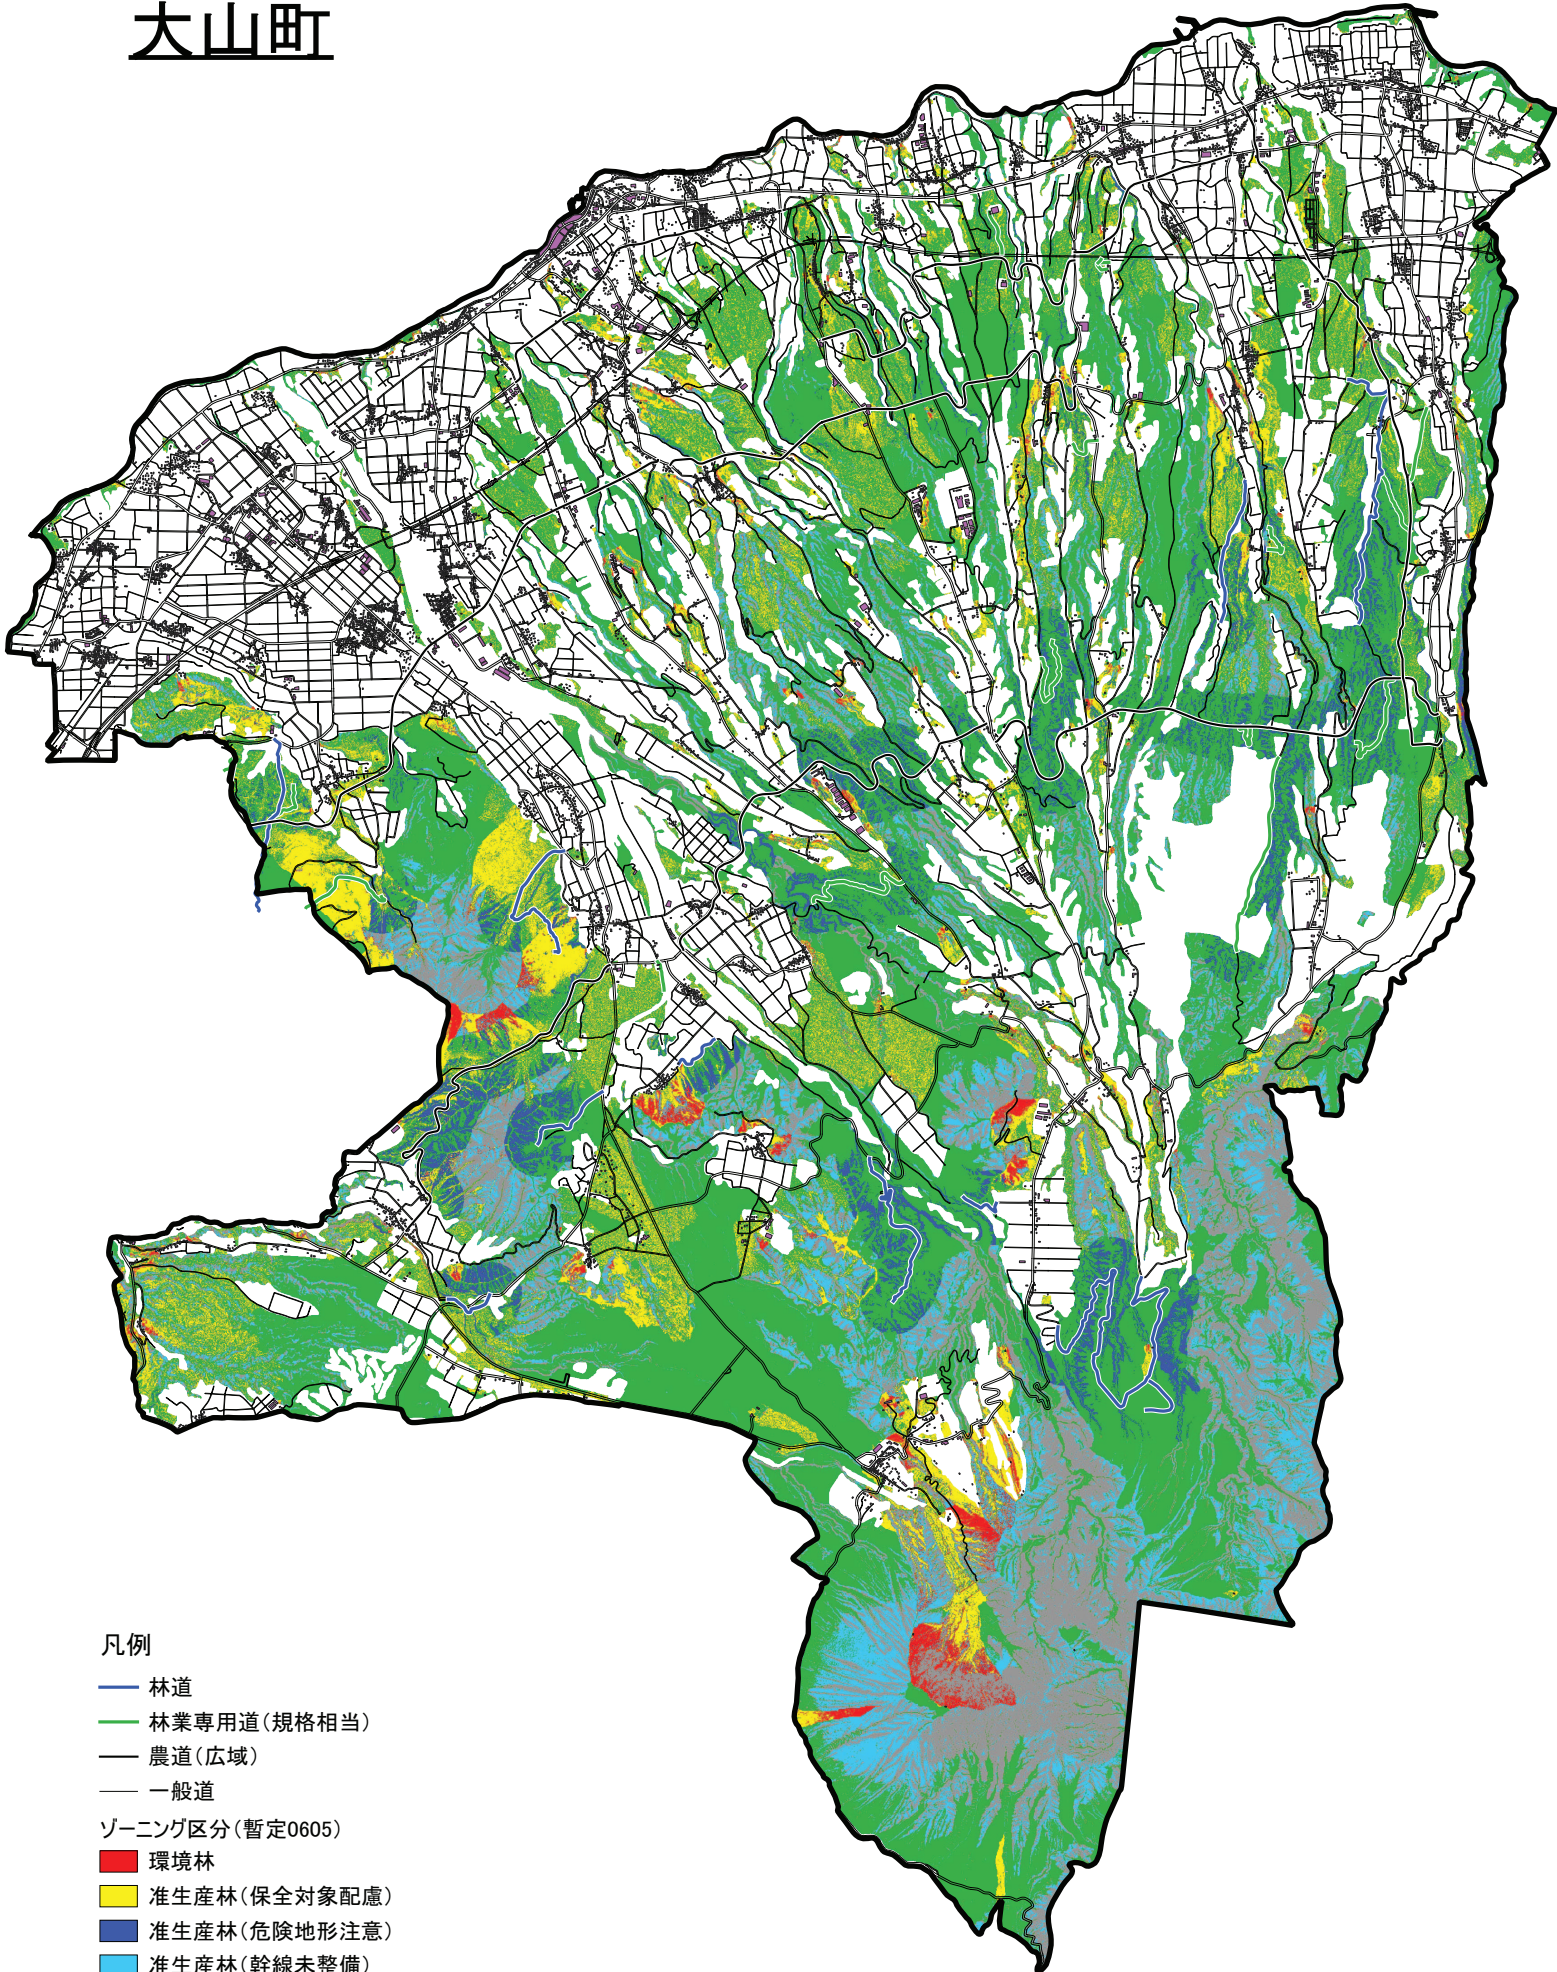 大山町
凡例
林道
林業専用道(規格相当)
農道(広域)
一般道
ゾーニング区分(暫定0605)
環境林
准生産林(保全対象配慮)
准生産林(危険地形注意)
准生産林(幹線未整備)